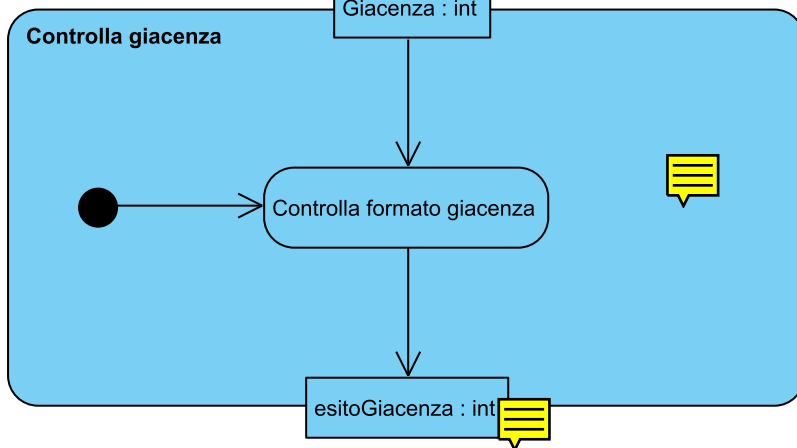 Giacenza : int
Controlla giacenza
Controlla formato giacenza
esitoGiacenza : int